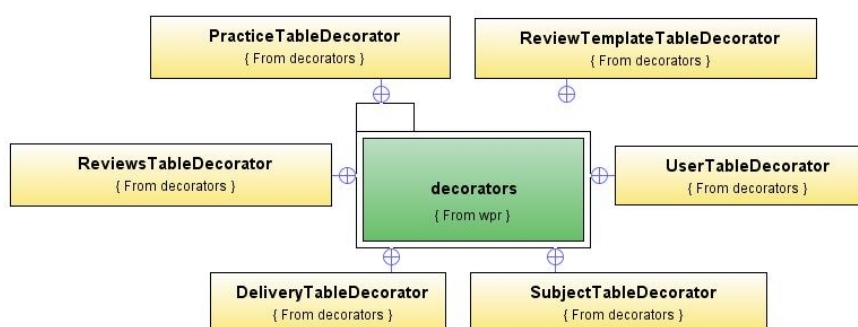 PracticeTableDecorator
{ From decorators }
ReviewTemplateTableDecorator
{ From decorators }
ReviewsTableDecorator
{ From decorators }
decorators
{ From wpr }
UserTableDecorator
{ From decorators }
DeliveryTableDecorator
{ From decorators }
SubjectTableDecorator
{ From decorators }